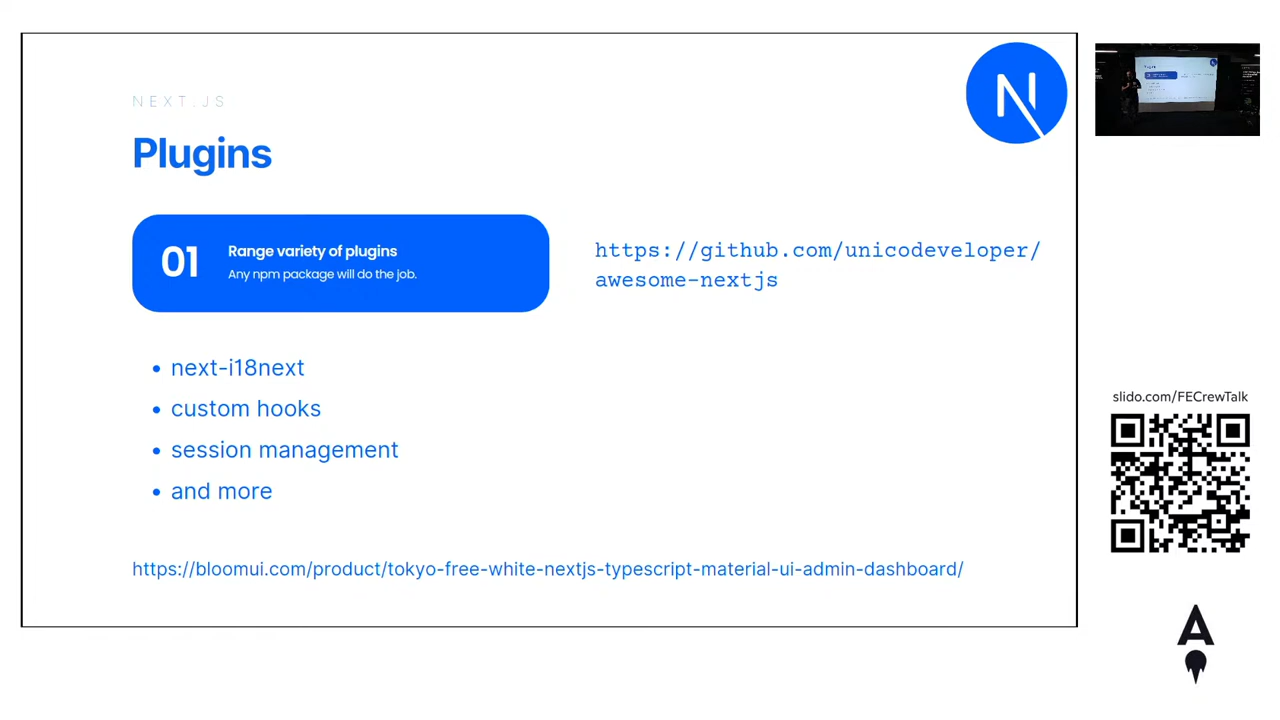 NEXT.JS
Plugins
01
Range variety of plugins
Any npm package will do the job.
https://github.com/unicodeveloper/
awesome-nextjs
• next-i18next
• custom hooks
• session management
• and more
https://bloomui.com/product/tokyo-free-white-nextjs-typescript-material-ui-admin-dashboard/
slido.com/FECrewTalk